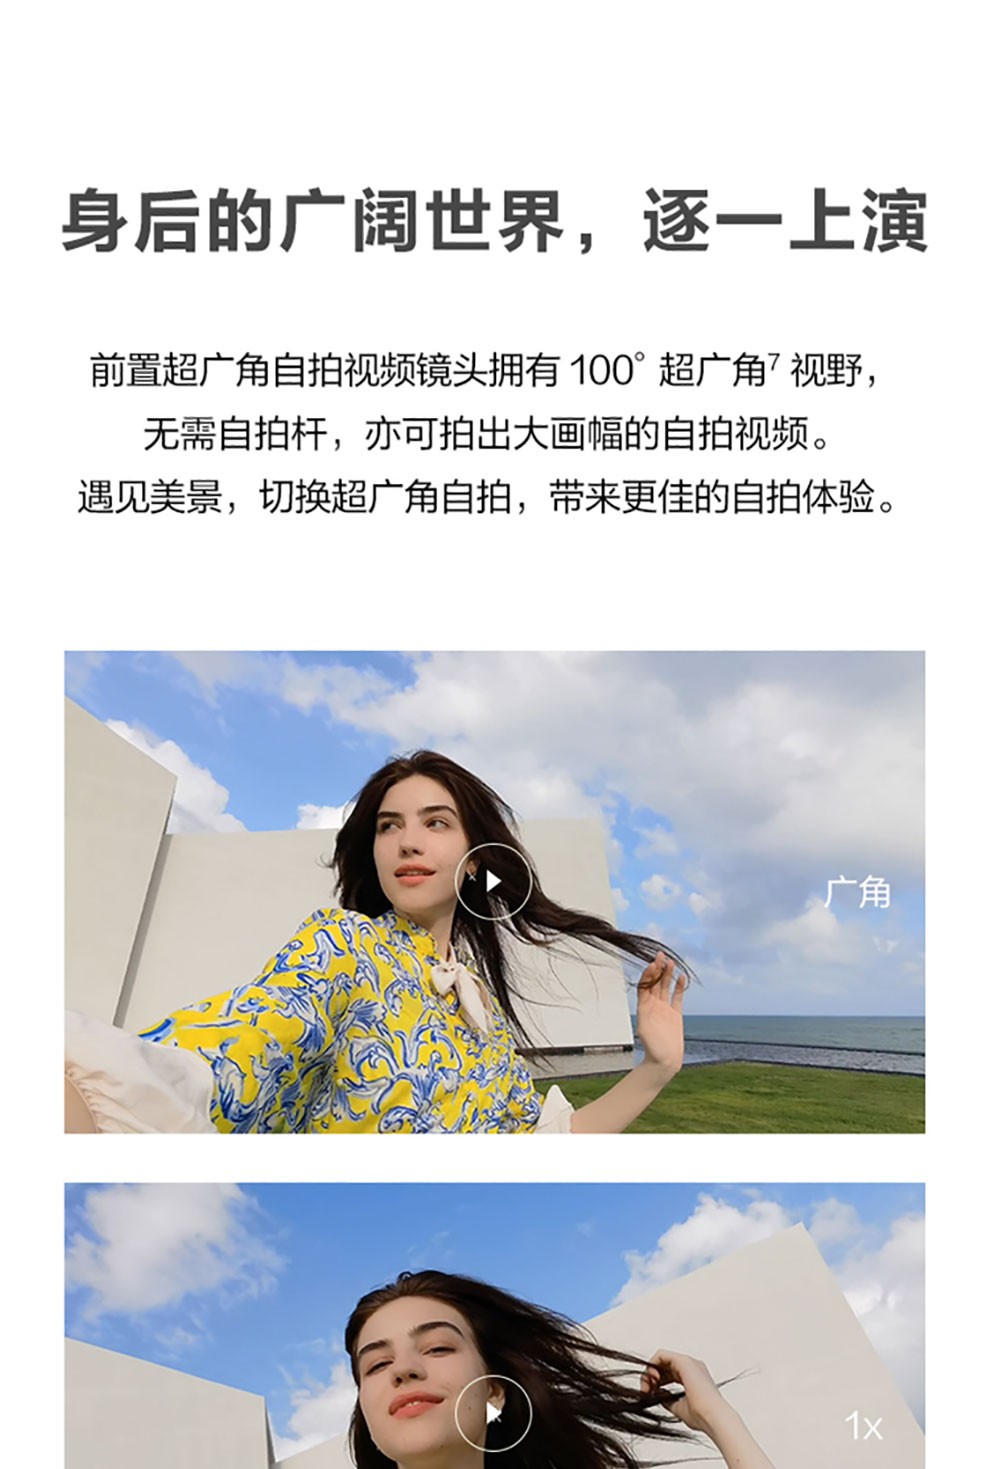 身后的广阔世界，逐一上演
前置超广角自拍视频镜头拥有 100° 超广角7 视野，
无需自拍杆，亦可拍出大画幅的自拍视频。
遇见美景，切换超广角自拍，带来更佳的自拍体验。
广角
1x